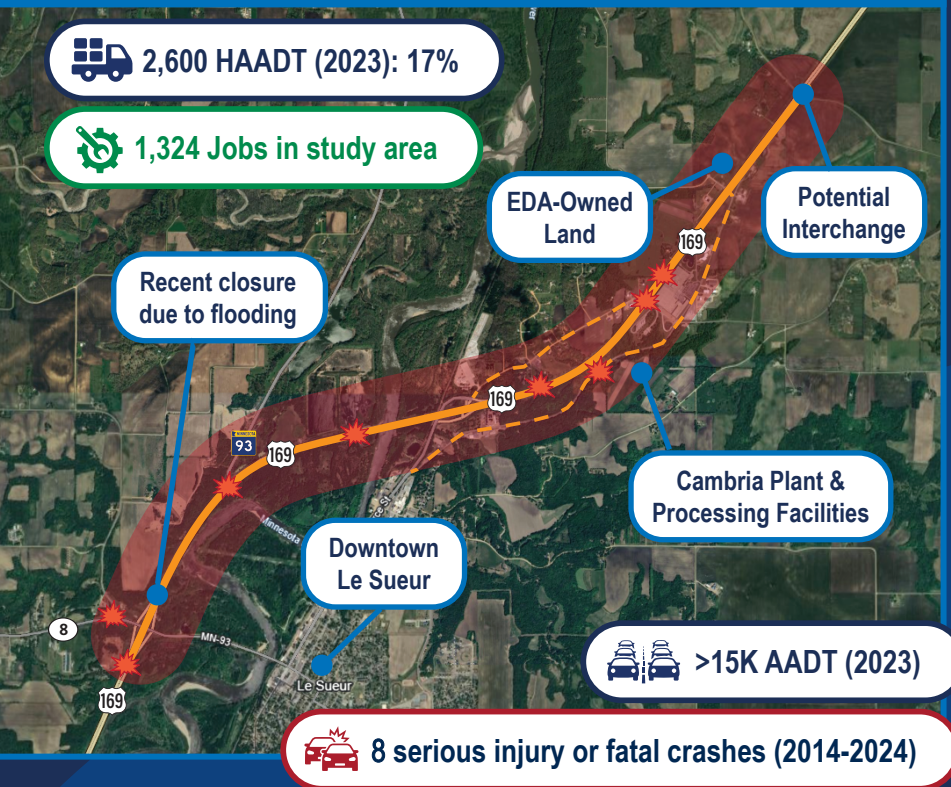 2,600 HAADT (2023): 17%
1,324 Jobs in study area
EDA-Owned
Land
Potential
Interchange
169
Recent closure
due to flooding
169
93
169
Cambria Plant &
Processing Facilities
Minnesota
Downtown
Le Sueur
8
MN-93
Le Sueur
169
>15K AADT (2023)
8 serious injury or fatal crashes (2014-2024)